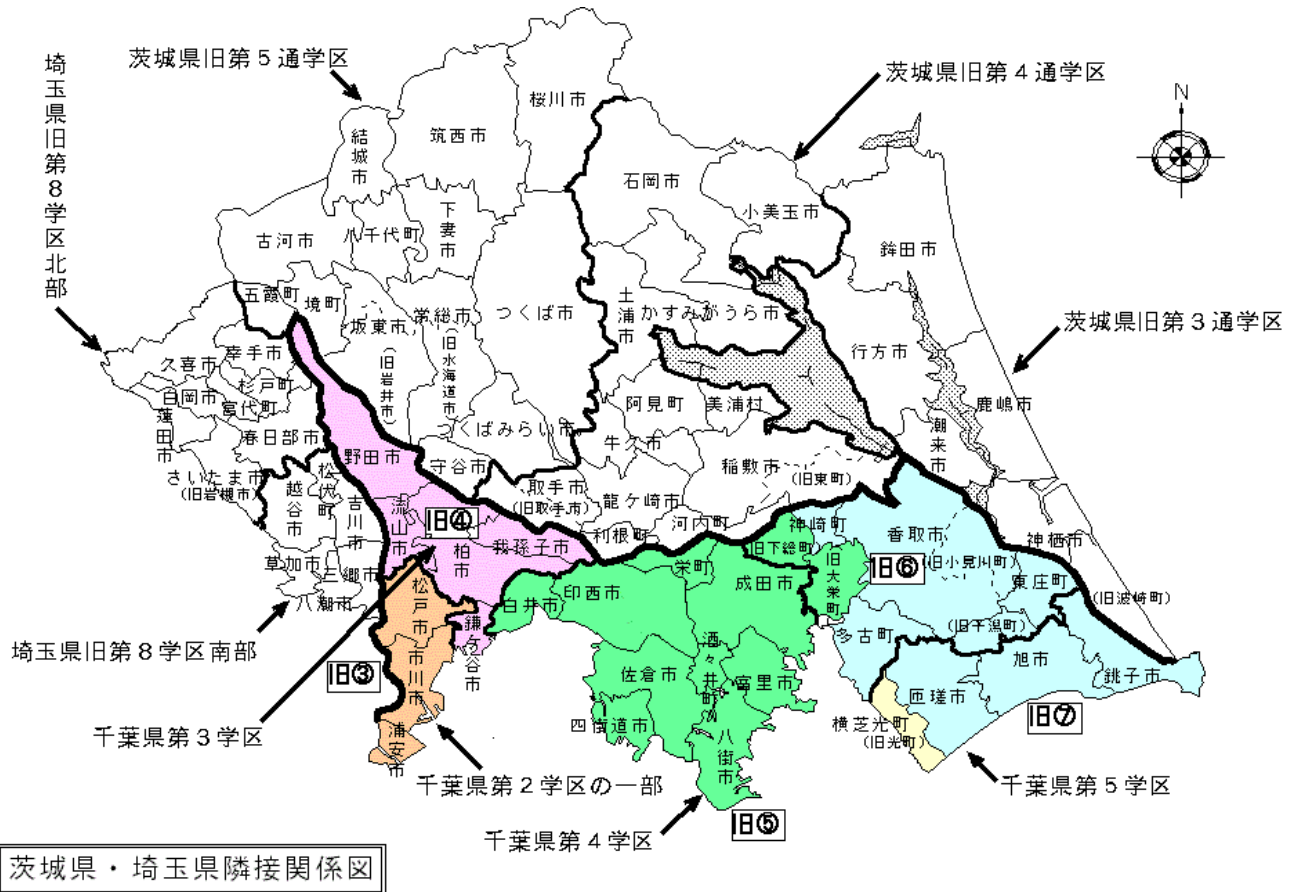 茨城県旧第5通学区
茨城県旧第4通学区
埼玉県旧第8学区北部
N
桜川市
筑西市
結城市
石岡市
小美玉市
下妻市
八千代町
古河市
鉾田市
五霞町
境町
坂東市
(旧岩井市)
常総市
(旧水海道市)
つくば市
土浦市
かすみがうら市
茨城県旧第3通学区
行方市
幸手市
久喜市
杉戸町
白岡市
宮代町
蓮田市
春日部市
さいたま市
(旧岩槻市)
阿見町
美浦村
鹿嶋市
潮来市
つくばみらい市
牛久市
野田市
守谷市
稲敷市
(旧東町)
取手市
(旧取手市)
龍ケ崎市
松伏町
越谷市
吉川市
流山市
旧④
柏市
我孫子市
利根町
河内町
神崎町
香取市
神栖市
(旧波崎町)
草加市
三郷市
八潮市
松戸市
鎌ケ谷市
白井市
印西市
栄町
成田市
旧下総町
旧大栄町
旧⑥
(旧小見川町)
東庄町
(旧干潟町)
多古町
埼玉県旧第8学区南部
旧③
市川市
浦安市
佐倉市
酒々井町
富里市
四街道市
八街市
旭市
銚子市
匝瑳市
横芝光町
(旧光町)
旧⑦
千葉県第3学区
千葉県第2学区の一部
千葉県第5学区
千葉県第4学区
旧⑤
茨城県・埼玉県隣接関係図